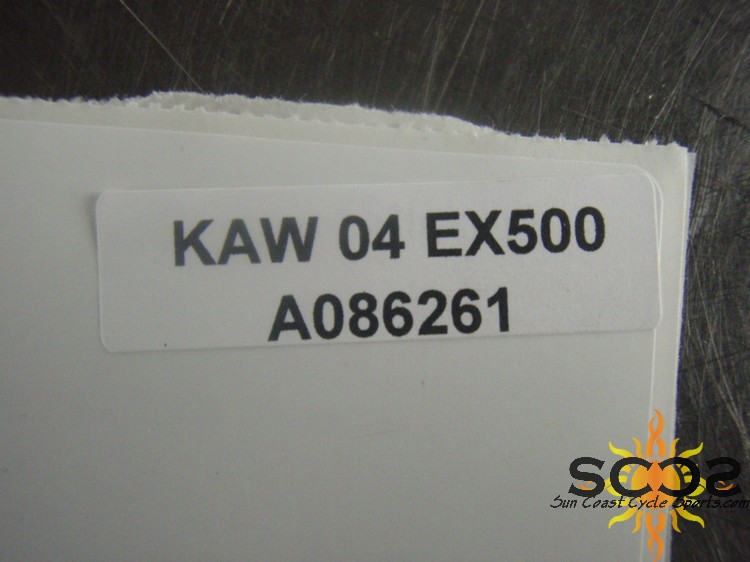 KAW 04 EX500
A086261
SCCS
Sun Coast Cycle Sports.com